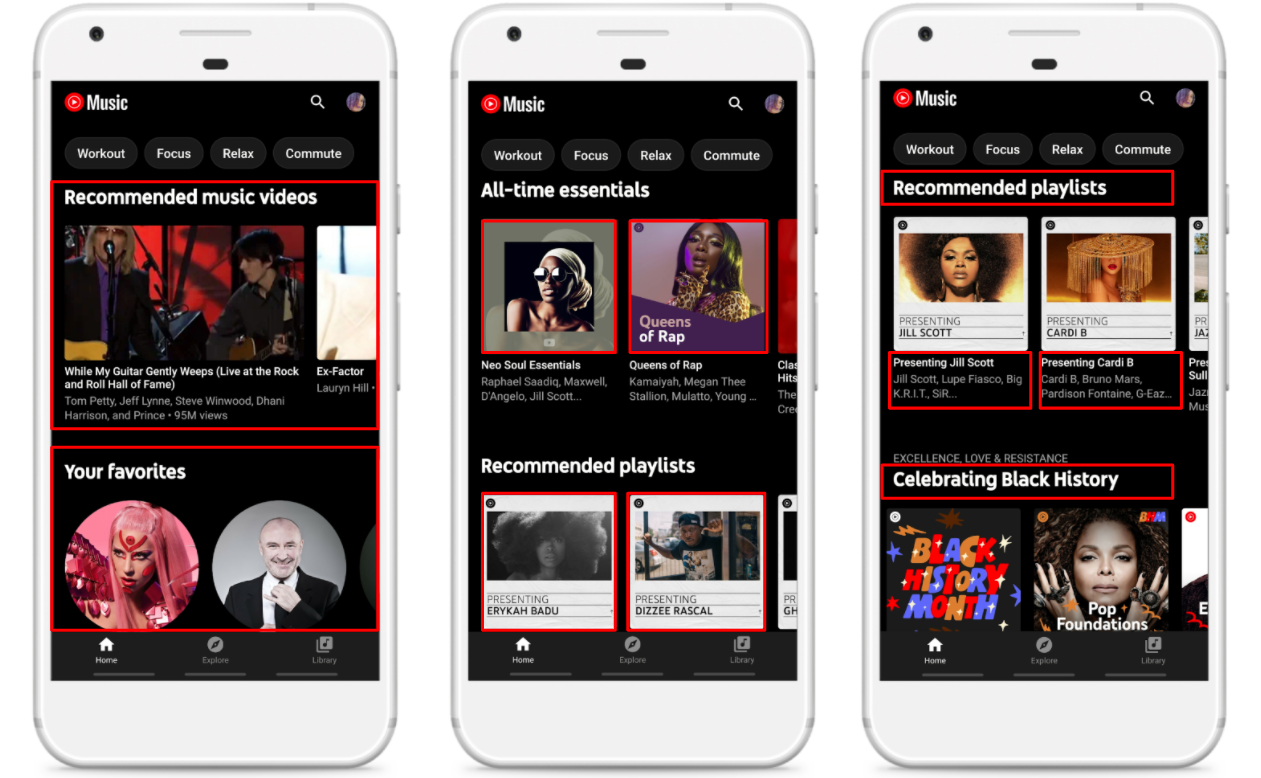 Music
Workout Focus Relax Commute
Recommended music videos
While My Guitar Gently Weeps (Live at the Rock
and Roll Hall of Fame)
Tom Petty, Jeff Lynne, Steve Winwood, Dhani
Harrison, and Prince • 95M views
Ex-Factor
Lauryn Hill •
Your favorites
Home Explore Library
Music
Workout Focus Relax Commute
All-time essentials
Queens
of Rap
Neo Soul Essentials
Raphael Saadiq, Maxwell,
D'Angelo, Jill Scott...
Queens of Rap
Kamaiyah, Megan Thee
Stallion, Mulatto, Young ...
Clas
Hits
The
Cree
Recommended playlists
PRESENTING
ERYKAH BADU
PRESENTING
DIZZEE RASCAL
PR
GH
Home Explore Library
Music
Workout Focus Relax Commute
Recommended playlists
PRESENTING
JILL SCOTT
PRESENTING
CARDI B
PR
JAZ
Presenting Jill Scott
Jill Scott, Lupe Fiasco, Big
K.R.I.T., SiR...
Presenting Cardi B
Cardi B, Bruno Mars,
Pardison Fontaine, G-Eaz...
Pres
Sull
Jaz
Mus
EXCELLENCE, LOVE & RESISTANCE
Celebrating Black History
BLACK
HISTORY
MONTH
BHM
Pop
Foundations
E
Home Explore Library